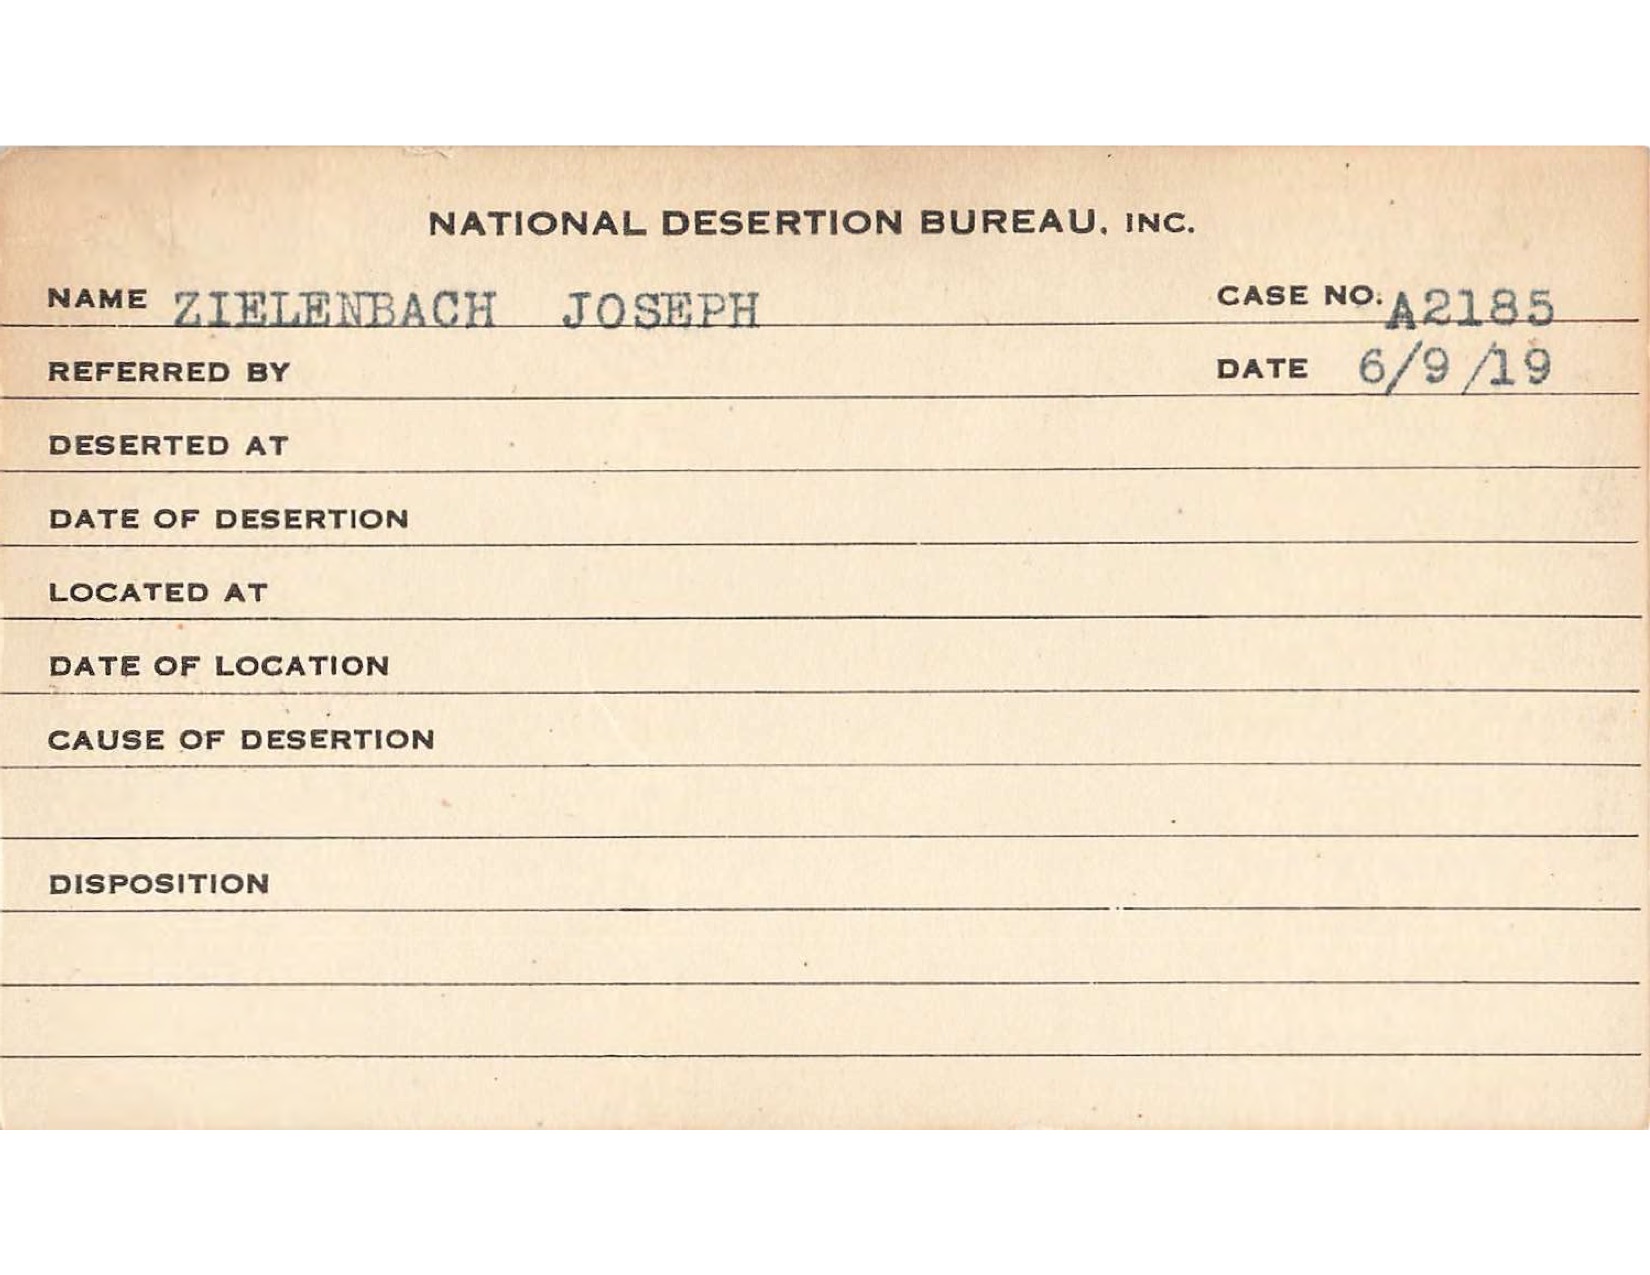 NATIONAL DESERTION BUREAU, INC.
NAME ZIELENBACH JOSEPH CASE NO. A2185
REFERRED BY DATE 6/9/19
DESERTED AT
DATE OF DESERTION
LOCATED AT
DATE OF LOCATION
CAUSE OF DESERTION
DISPOSITION